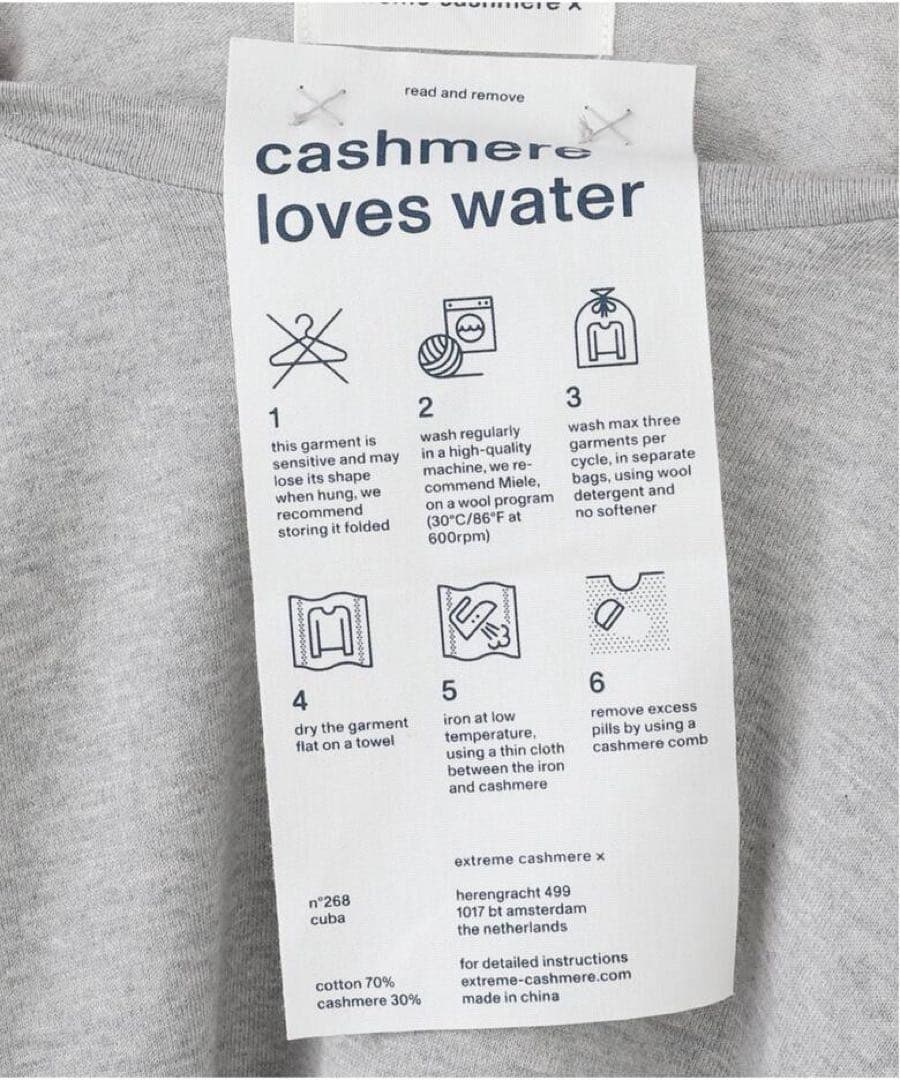 cashmere x
read and remove
cashmere
loves water
1
this garment is
sensitive and may
lose its shape
when hung, we
recommend
storing it folded
2
wash regularly
in a high-quality
machine, we re-
commend Miele,
on a wool program
(30°C/86°F at
600rpm)
3
wash max three
garments per
cycle, in separate
bags, using wool
detergent and
no softener
4
dry the garment
flat on a towel
5
iron at low
temperature,
using a thin cloth
between the iron
and cashmere
6
remove excess
pills by using a
cashmere comb
n°268
cuba
cotton 70%
cashmere 30%
extreme cashmere x
herengracht 499
1017 bt amsterdam
the netherlands
for detailed instructions
extreme-cashmere.com
made in china